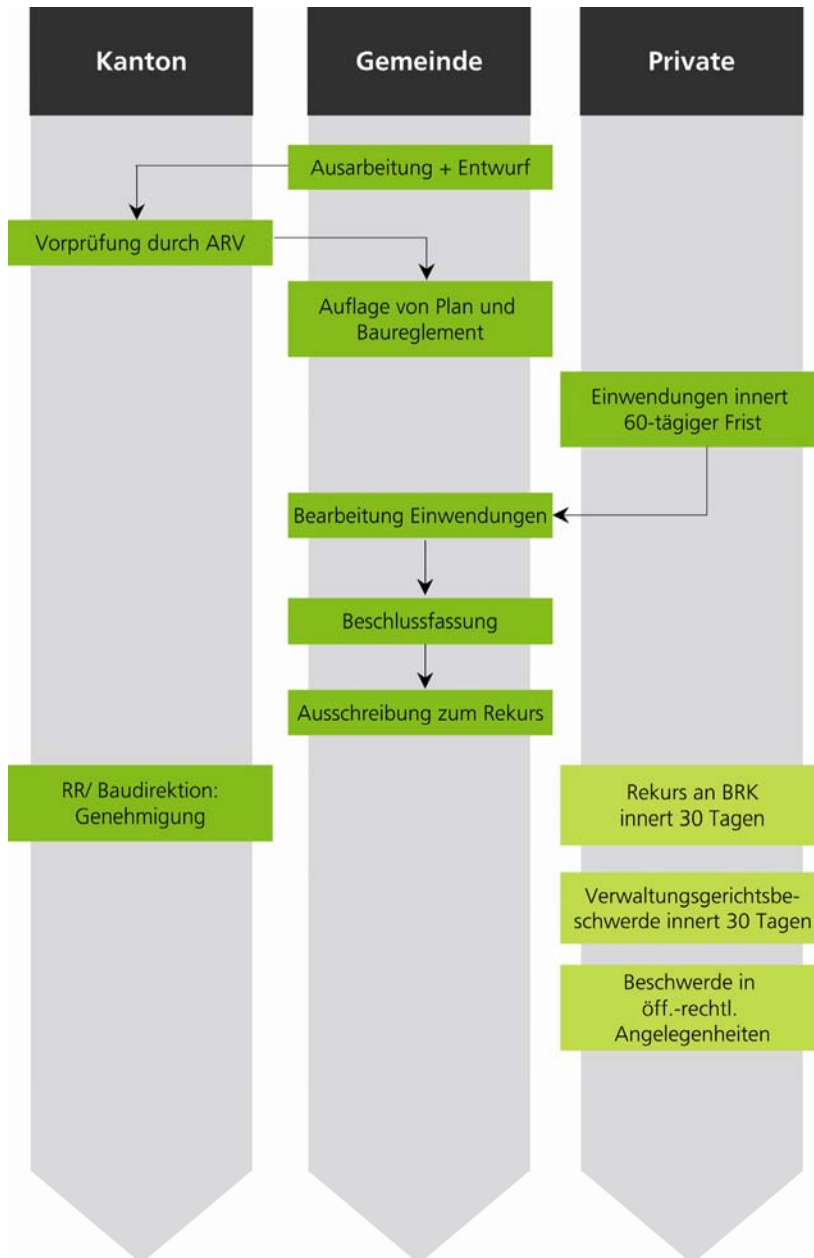 Kanton
Gemeinde
Private
Ausarbeitung + Entwurf
Vorprüfung durch ARV
Auflage von Plan und
Baureglement
Einwendungen innert
60-tägiger Frist
Bearbeitung Einwendungen
Beschlussfassung
Ausschreibung zum Rekurs
RR/ Baudirektion:
Genehmigung
Rekurs an BRK
innert 30 Tagen
Verwaltungsgerichtsbe-
schwerde innert 30 Tagen
Beschwerde in
öff.-rechtl.
Angelegenheiten